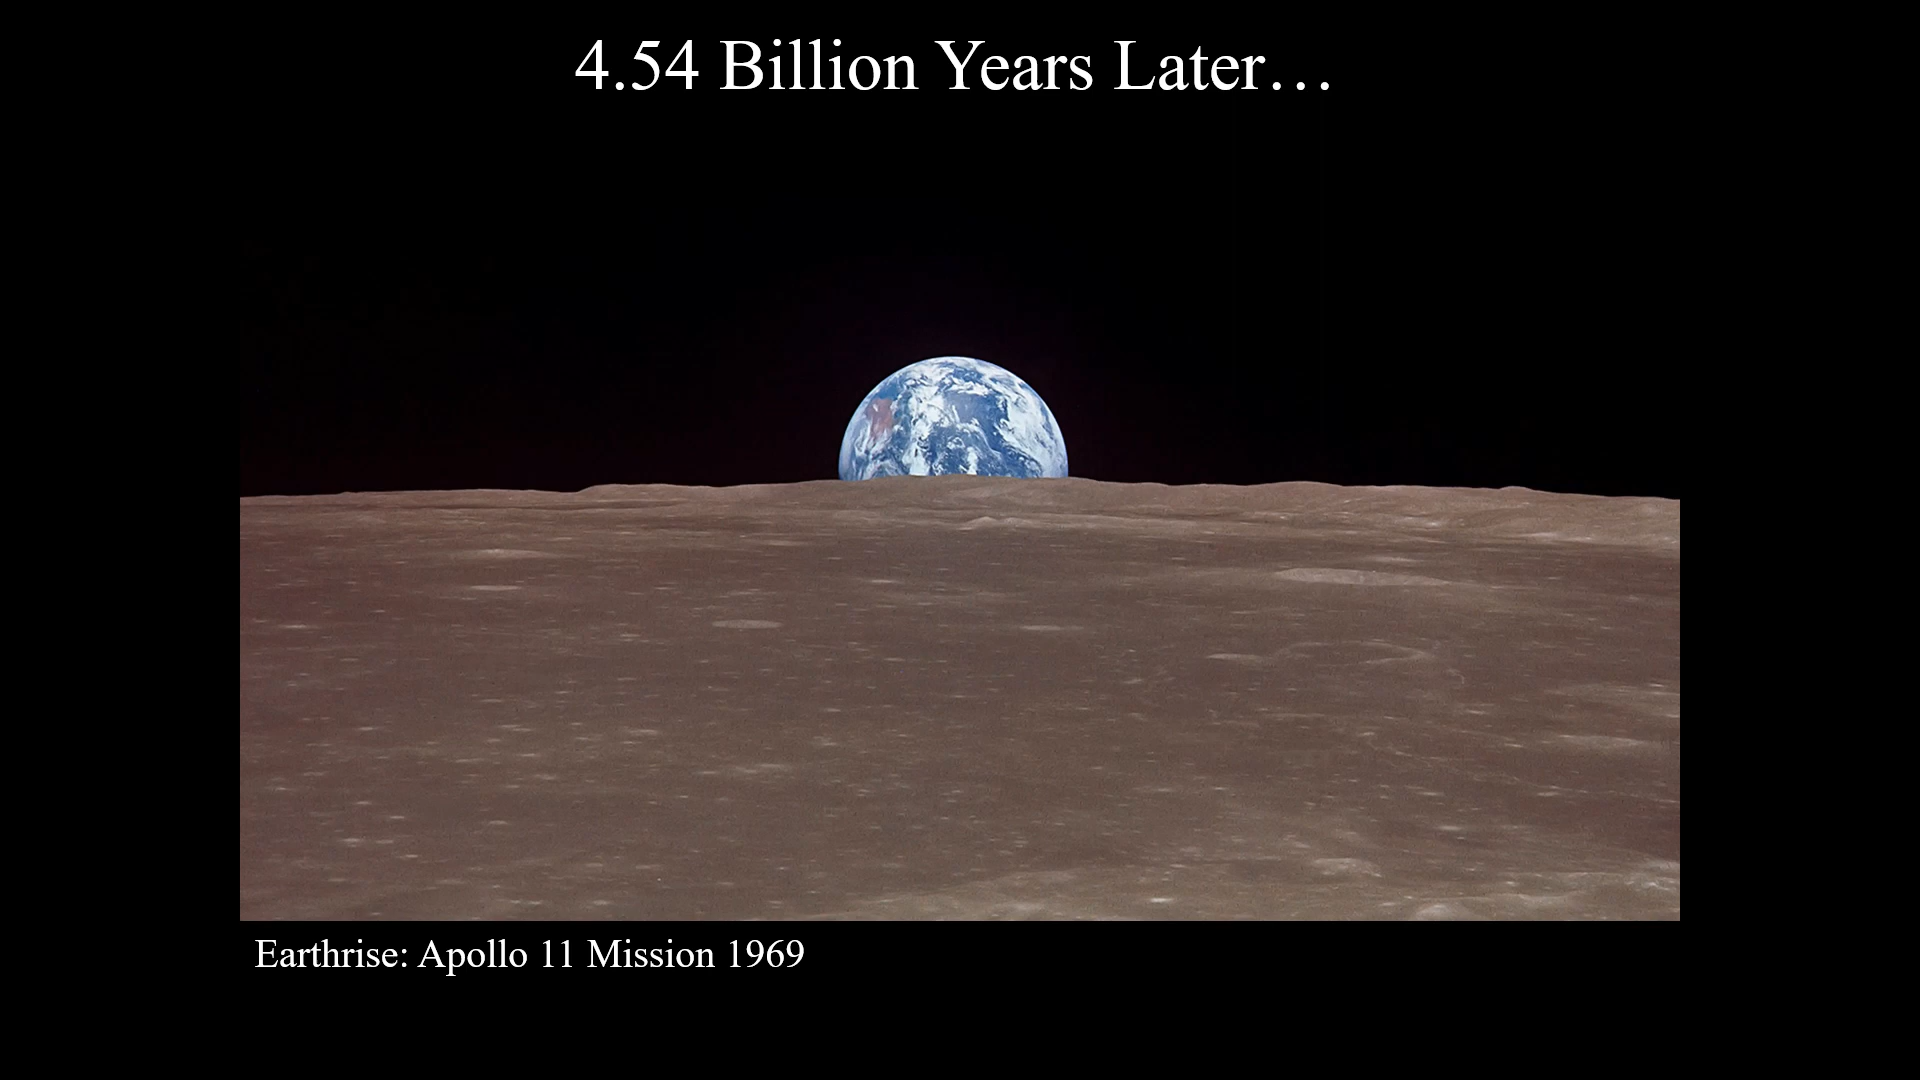 4.54 Billion Years Later…
Earthrise: Apollo 11 Mission 1969